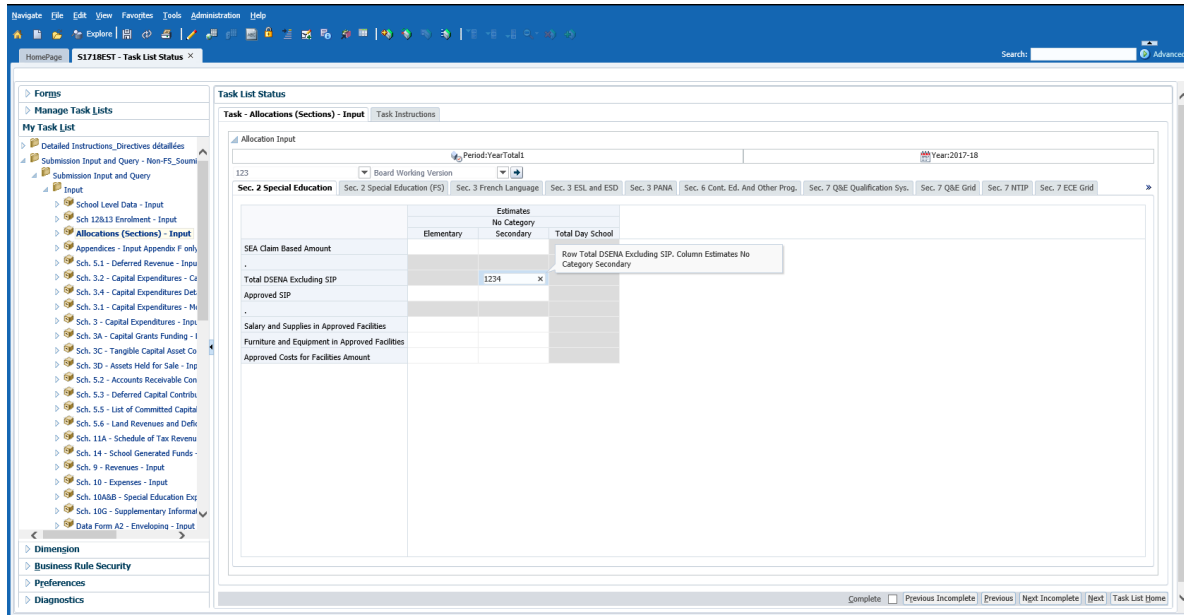 Navigate File Edit View Favorites Tools Administration Help
Explore
HomePage S1718EST - Task List Status ×
Search: Advanced
Forms
Manage Task Lists
My Task List
Detailed Instructions_Directives détaillées
Submission Input and Query - Non-FS_Soumi
Submission Input and Query
Input
School Level Data - Input
Sch 12&13 Enrolment - Input
Allocations (Sections) - Input
Appendices - Input Appendix F only
Sch. 5.1 - Deferred Revenue - Inpu
Sch. 3.2 - Capital Expenditures - Ca
Sch. 3.4 - Capital Expenditures Det
Sch. 3.1 - Capital Expenditures - Mo
Sch. 3 - Capital Expenditures - Inpu
Sch. 3A - Capital Grants Funding - I
Sch. 3C - Tangible Capital Asset Co
Sch. 3D - Assets Held for Sale - Inp
Sch. 5.2 - Accounts Receivable Con
Sch. 5.3 - Deferred Capital Contribu
Sch. 5.5 - List of Committed Capital
Sch. 5.6 - Land Revenues and Defic
Sch. 11A - Schedule of Tax Revenu
Sch. 14 - School Generated Funds -
Sch. 9 - Revenues - Input
Sch. 10 - Expenses - Input
Sch. 10A&B - Special Education Exp
Sch. 10G - Supplementary Informat
Data Form A2 - Enveloping - Input
Dimension
Business Rule Security
Preferences
Diagnostics
Task List Status
Task - Allocations (Sections) - Input Task Instructions
Allocation Input
Period:YearTotal1 Year:2017-18
123 Board Working Version
Sec. 2 Special Education Sec. 2 Special Education (FS) Sec. 3 French Language Sec. 3 ESL and ESD Sec. 3 PANA Sec. 6 Cont. Ed. And Other Prog. Sec. 7 Q&E Qualification Sys. Sec. 7 Q&E Grid Sec. 7 NTIP Sec. 7 ECE Grid »
Estimates
No Category
Elementary Secondary Total Day School
SEA Claim Based Amount
.
Total DSENA Excluding SIP 1234 ×
Row Total DSENA Excluding SIP. Column Estimates No
Category Secondary
Approved SIP
.
Salary and Supplies in Approved Facilities
Furniture and Equipment in Approved Facilities
Approved Costs for Facilities Amount
Complete Previous Incomplete Previous Next Incomplete Next Task List Home